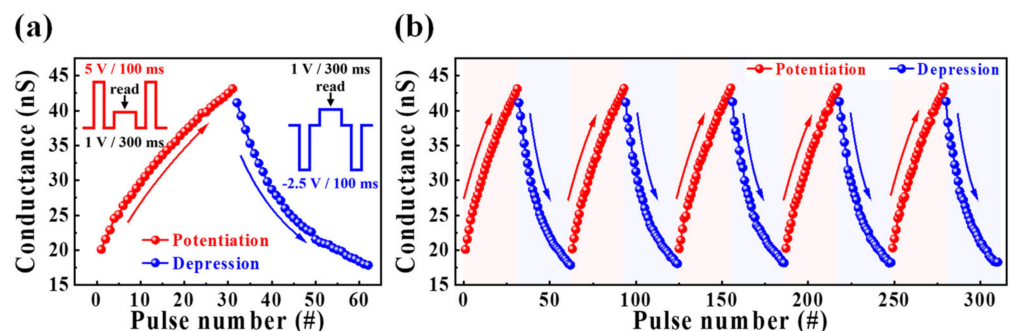 (a)
Conductance (nS)
45
40
35
30
25
20
15
5 V / 100 ms
read
1 V / 300 ms
1 V / 300 ms
read
-2.5 V / 100 ms
Potentiation
Depression
0 10 20 30 40 50 60
Pulse number (#)
(b)
Conductance (nS)
45
40
35
30
25
20
15
Potentiation Depression
0 50 100 150 200 250 300
Pulse number (#)